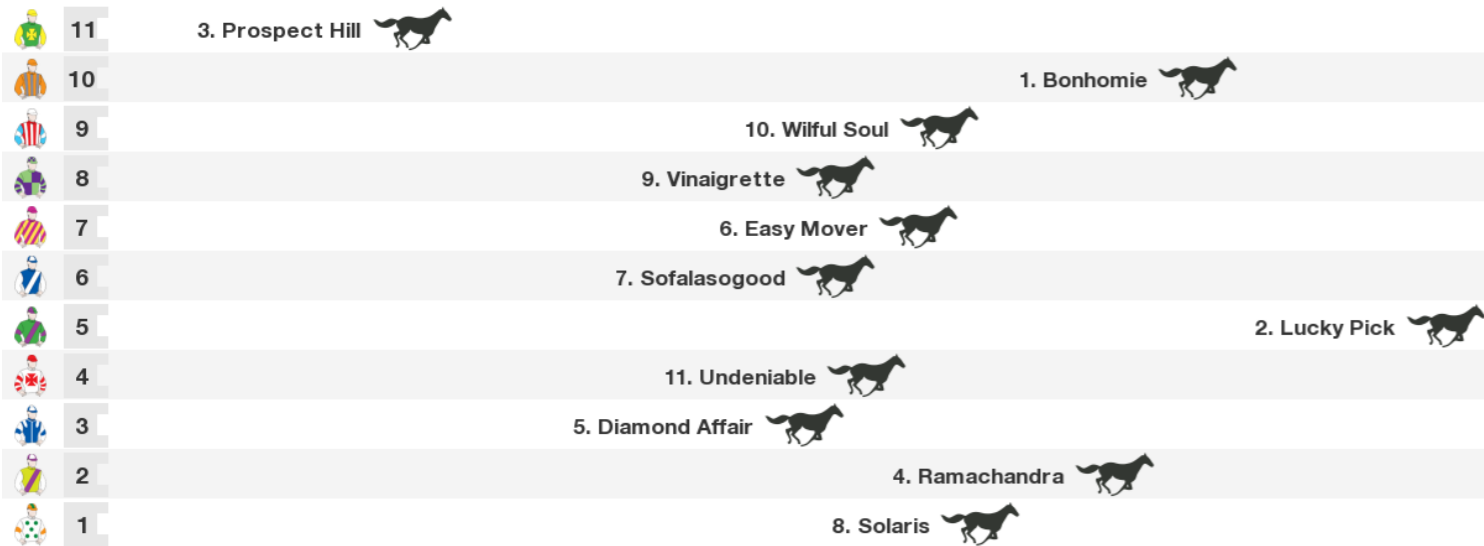 11 3. Prospect Hill
10 1. Bonhomie
9 10. Wilful Soul
8 9. Vinaigrette
7 6. Easy Mover
6 7. Sofalasogood
5 2. Lucky Pick
4 11. Undeniable
3 5. Diamond Affair
2 4. Ramachandra
1 8. Solaris